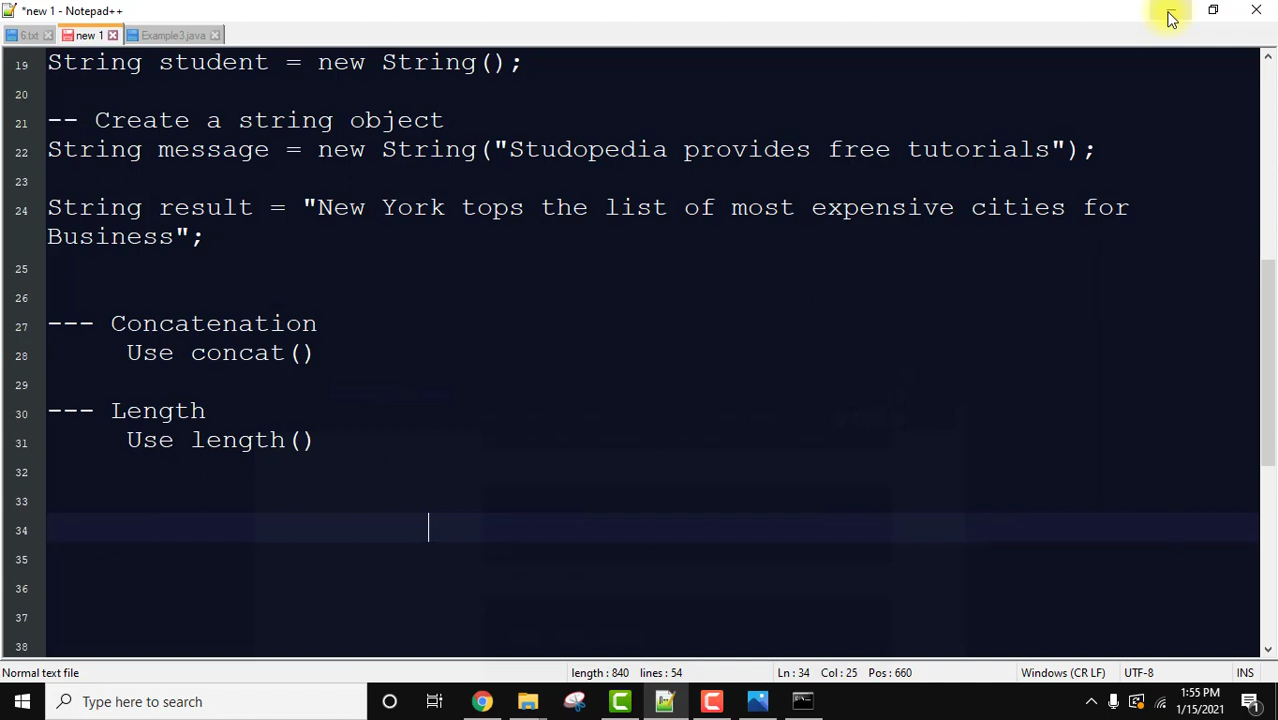 *new 1 - Notepad++
6.txt new 1 Example3.java
19 String student = new String();
20
21 -- Create a string object
22 String message = new String("Studopedia provides free tutorials");
23
24 String result = "New York tops the list of most expensive cities for
Business";
25
26
27 --- Concatenation
28 Use concat()
29
30 --- Length
31 Use length()
32
33
34
35
36
37
38
Normal text file length : 840 lines : 54 Ln : 34 Col : 25 Pos : 660 Windows (CR LF) UTF-8 INS
Type here to search
1:55 PM
1/15/2021
1